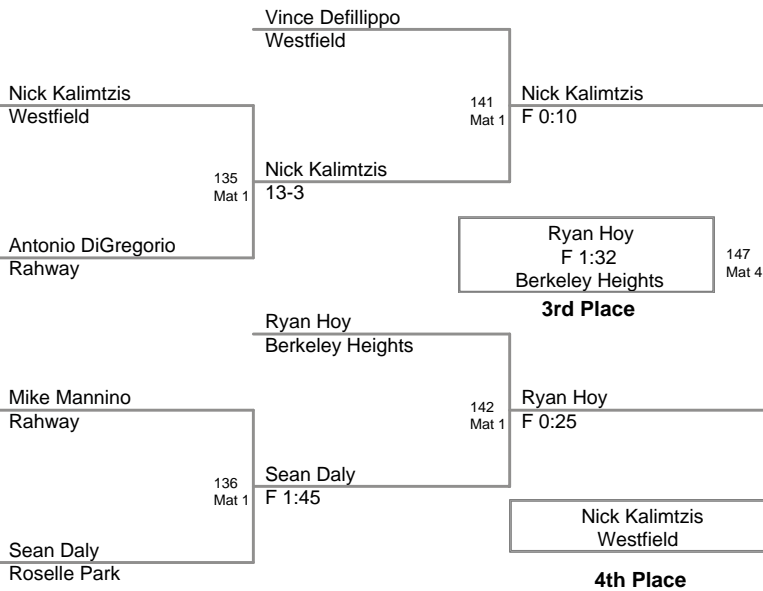 Vince Defillippo
Westfield
Nick Kalimtzis
Westfield
141
Mat 1
Nick Kalimtzis
F 0:10
135
Mat 1
Nick Kalimtzis
13-3
Antonio DiGregorio
Rahway
Ryan Hoy
F 1:32
Berkeley Heights
147
Mat 4
3rd Place
Ryan Hoy
Berkeley Heights
Mike Mannino
Rahway
142
Mat 1
Ryan Hoy
F 0:25
136
Mat 1
Sean Daly
F 1:45
Nick Kalimtzis
Westfield
Sean Daly
Roselle Park
4th Place